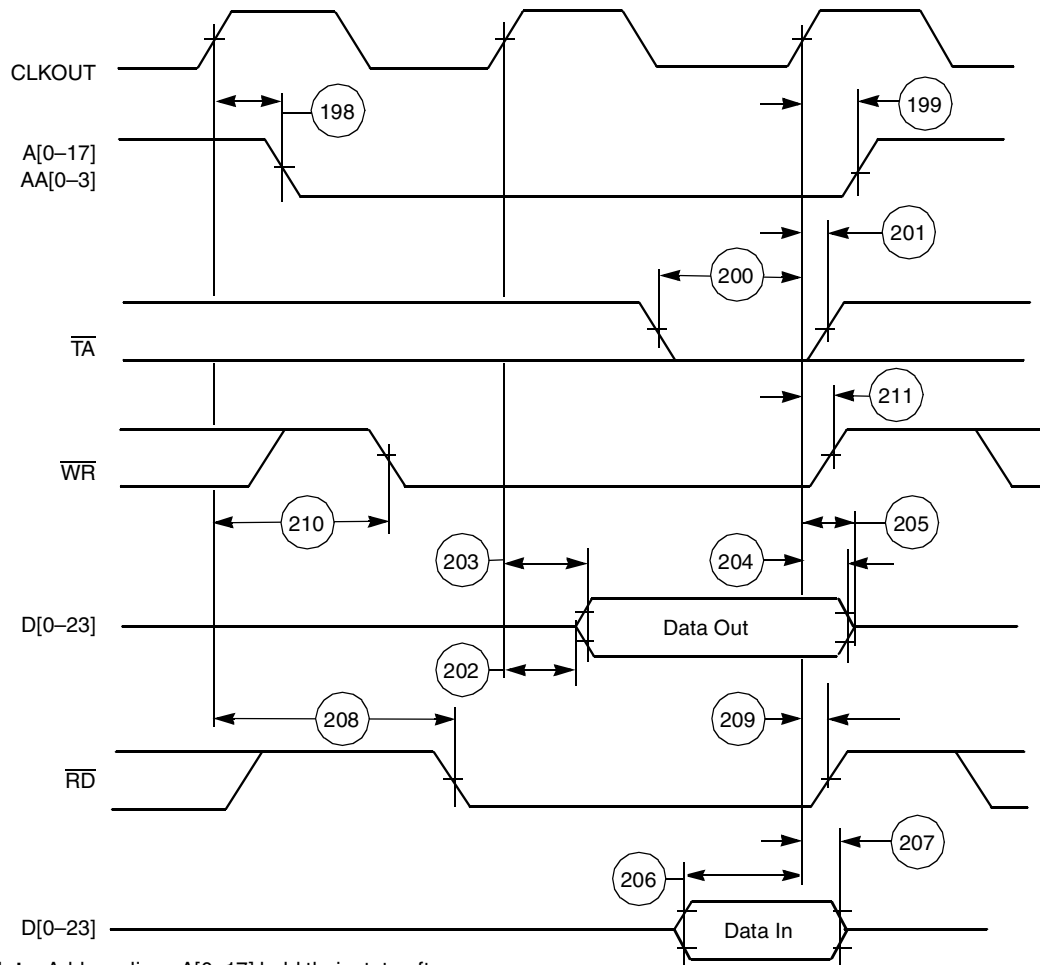 CLKOUT
198
199
A[0–17]
AA[0–3]
201
200
TA
211
WR
210
205
203
204
D[0–23]
Data Out
202
208
209
RD
207
206
D[0–23]
Data In